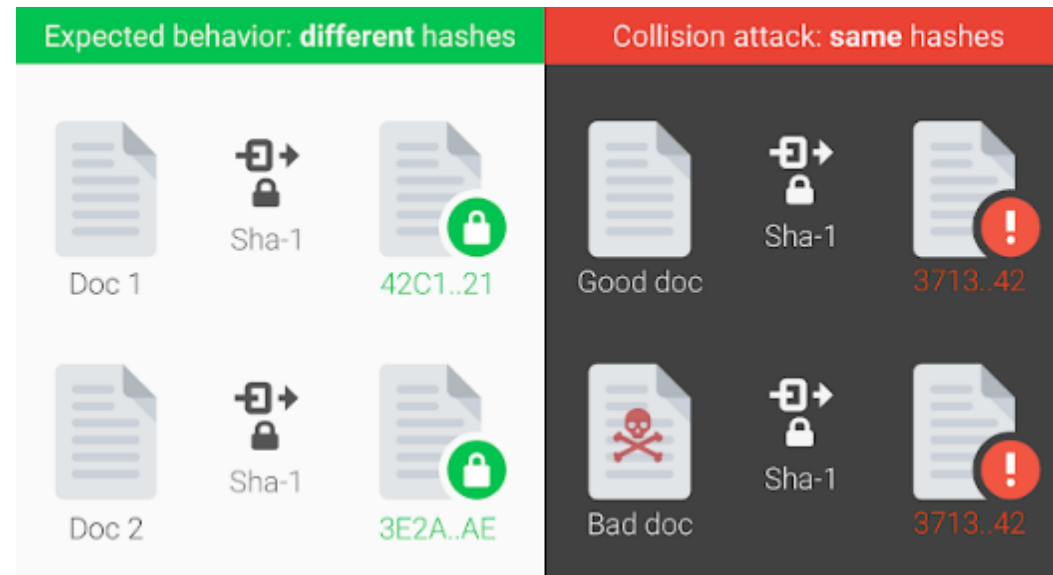 Expected behavior: different hashes
Sha-1
Doc 1
42C1..21
Sha-1
Doc 2
3E2A..AE
Collision attack: same hashes
Sha-1
Good doc
3713..42
Sha-1
Bad doc
3713..42